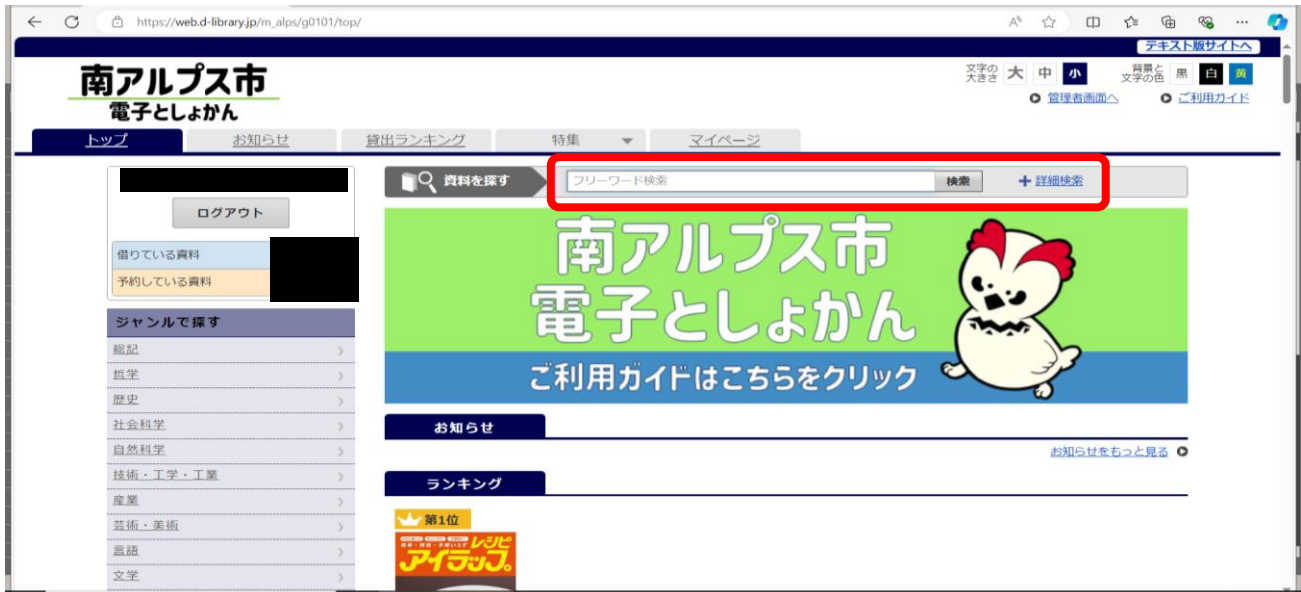 https://web.d-library.jp/m_alps/g0101/top/
テキスト版サイトへ
南アルプス市
電子としょかん
文字の大きさ 大 中 小 背景と文字の色 黒 白 黄
管理者画面へ ご利用ガイド
トップ お知らせ 貸出ランキング 特集 マイページ
資料を探す フリーワード検索 検索 詳細検索
ログアウト
借りている資料
予約している資料
ジャンルで探す
総記
哲学
歴史
社会科学
自然科学
技術・工学・工業
産業
芸術・美術
言語
文学
南アルプス市
電子としょかん
ご利用ガイドはこちらをクリック
お知らせ
お知らせをもっと見る
ランキング
第1位
レシピ
アイラップ。